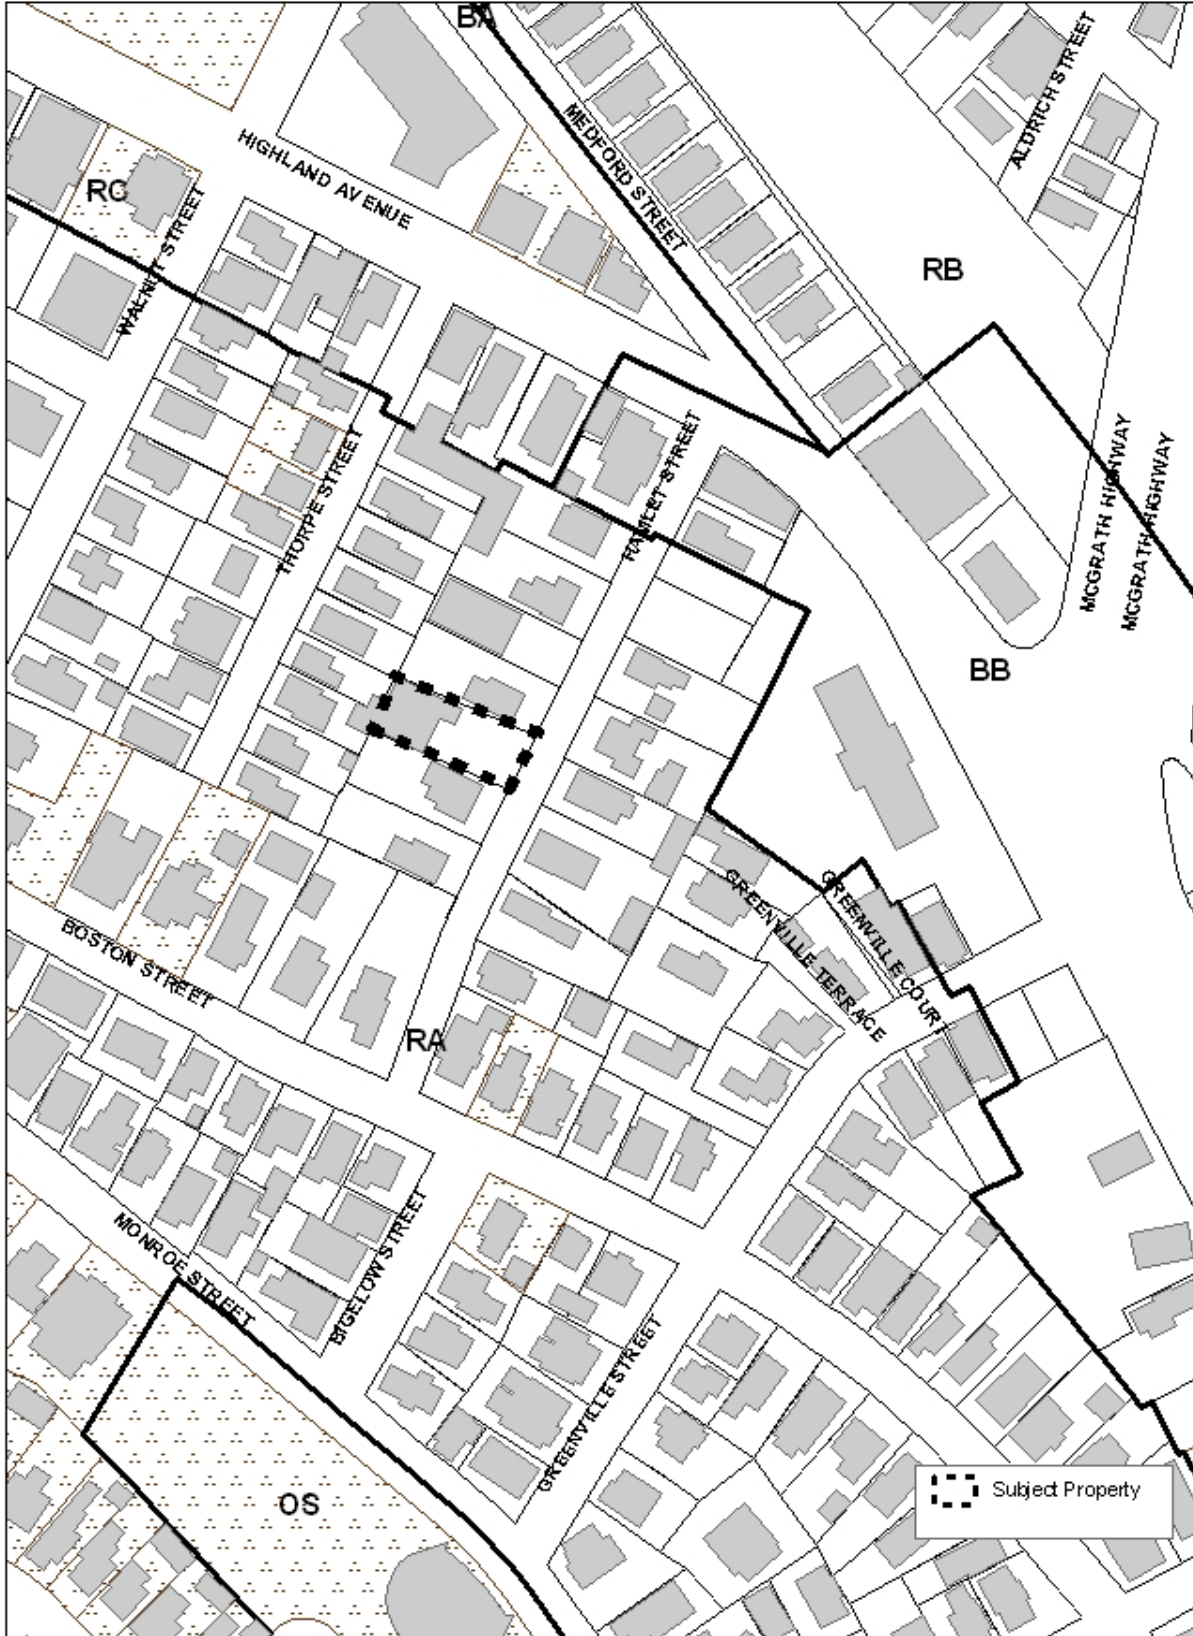 BA
MEDFORD STREET
ALDRICH STREET
HIGHLAND AVENUE
RC
WALNUT STREET
RB
THORPE STREET
HAMLET STREET
MCGRATH HIGHWAY
MCGRATH HIGHWAY
BB
GREENVILLE TERRACE
GREENVILLE COURT
BOSTON STREET
RA
MONROE STREET
BIGELOW STREET
GREENVILLE STREET
OS
Subject Property